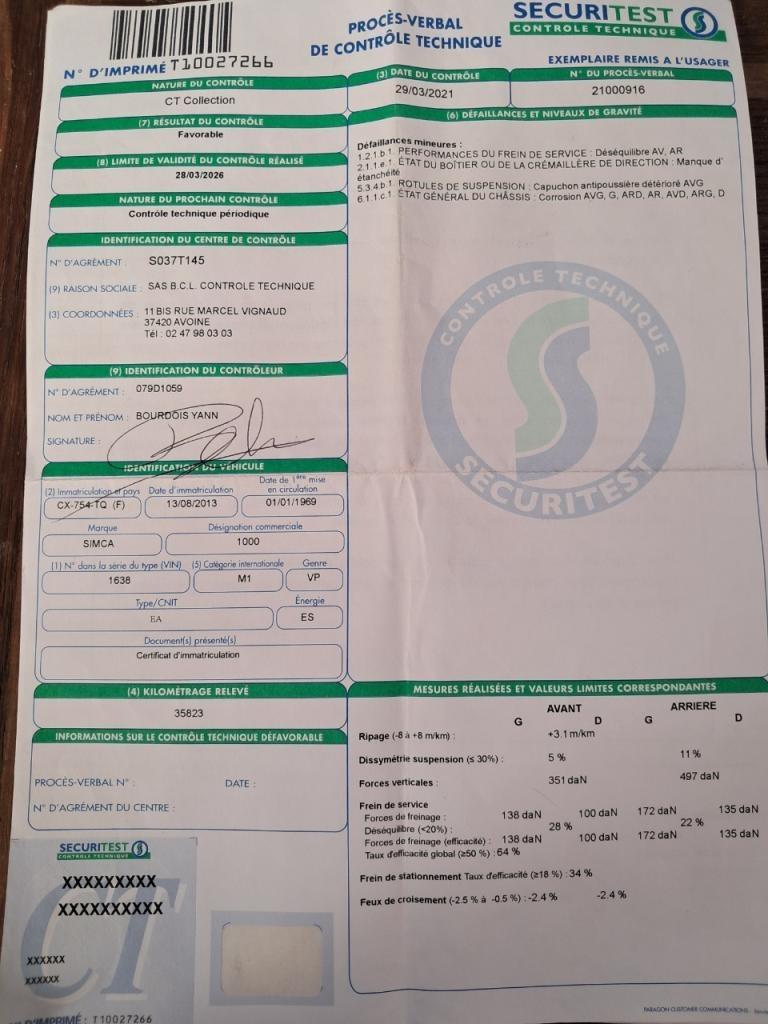 N° D'IMPRIMÉ T10027266
PROCÈS-VERBAL
DE CONTRÔLE TECHNIQUE
SECURITEST
CONTROLE TECHNIQUE
EXEMPLAIRE REMIS A L'USAGER
NATURE DU CONTRÔLE
CT Collection
(3) DATE DU CONTRÔLE
29/03/2021
N° DU PROCÈS-VERBAL
21000916
(7) RÉSULTAT DU CONTRÔLE
Favorable
(8) LIMITE DE VALIDITÉ DU CONTRÔLE RÉALISÉ
28/03/2026
NATURE DU PROCHAIN CONTRÔLE
Contrôle technique périodique
IDENTIFICATION DU CENTRE DE CONTRÔLE
N° D'AGRÉMENT : S037T145
(9) RAISON SOCIALE : SAS B.C.L. CONTROLE TECHNIQUE
(3) COORDONNÉES : 11 BIS RUE MARCEL VIGNAUD
37420 AVOINE
Tél : 02 47 98 03 03
(9) IDENTIFICATION DU CONTRÔLEUR
N° D'AGRÉMENT : 079D1059
NOM ET PRÉNOM : BOURDOIS YANN
SIGNATURE :
IDENTIFICATION DU VÉHICULE
(2) Immatriculation et pays
CX-754-TQ (F)
Date d'immatriculation
13/08/2013
Date de 1ère mise
en circulation
01/01/1969
Marque
SIMCA
Désignation commerciale
1000
(1) N° dans la série du type (VIN)
1638
(5) Catégorie internationale
M1
Genre
VP
Type/CNIT
EA
Énergie
ES
Document(s) présenté(s)
Certificat d'immatriculation
(4) KILOMÉTRAGE RELEVÉ
35823
INFORMATIONS SUR LE CONTRÔLE TECHNIQUE DÉFAVORABLE
PROCÈS-VERBAL N° : DATE :
N° D'AGRÉMENT DU CENTRE :
SECURITEST
CONTROLE TECHNIQUE
XXXXXXXXX
XXXXXXXXXX
XXXXXX
XXXXXX
CT
D'IMPRIMÉ : T10027266
(6) DÉFAILLANCES ET NIVEAUX DE GRAVITÉ
Défaillances mineures :
1.2.1.b.1. PERFORMANCES DU FREIN DE SERVICE : Déséquilibre AV, AR
2.1.1.e.1. ÉTAT DU BOÎTIER OU DE LA CRÉMAILLÈRE DE DIRECTION : Manque d'
étanchéité
5.3.4.b.1. ROTULES DE SUSPENSION : Capuchon antipoussière détérioré AVG
6.1.1.c.1. ÉTAT GÉNÉRAL DU CHÂSSIS : Corrosion AVG, G, ARD, AR, AVD, ARG, D
CONTROLE TECHNIQUE
SECURITEST
MESURES RÉALISÉES ET VALEURS LIMITES CORRESPONDANTES
AVANT ARRIERE
G D G D
Ripage (-8 à +8 m/km) : +3.1 m/km
Dissymétrie suspension (≤ 30%) : 5 % 11 %
Forces verticales : 351 daN 497 daN
Frein de service
Forces de freinage : 138 daN 100 daN 172 daN 135 daN
Déséquilibre (<20%) : 28 % 22 %
Forces de freinage (efficacité) : 138 daN 100 daN 172 daN 135 daN
Taux d'efficacité global (≥50 %) : 64 %
Frein de stationnement Taux d'efficacité (≥18 %) : 34 %
Feux de croisement (-2.5 % à -0.5 %) : -2.4 % -2.4 %
PARAGON CUSTOMER COMMUNICATIONS